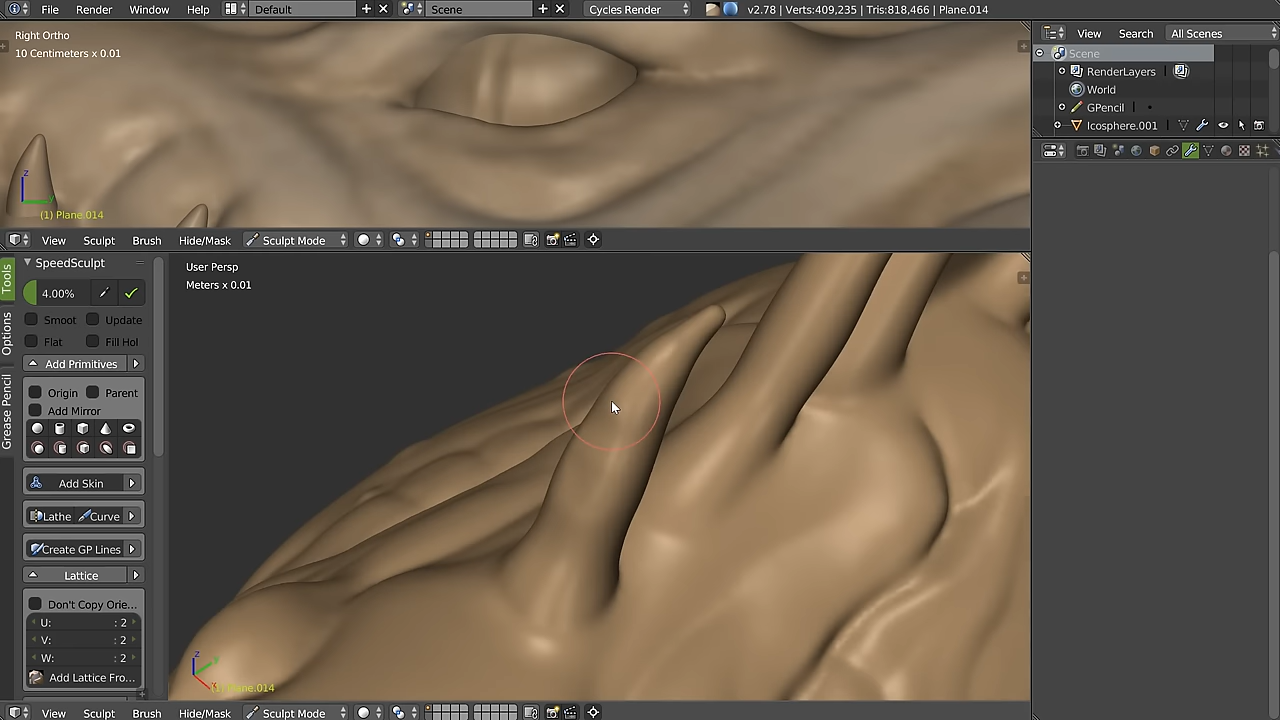 File Render Window Help Default Scene Cycles Render v2.78 | Verts:409,235 | Tris:818,466 | Plane.014
Right Ortho
10 Centimeters x 0.01
View Search All Scenes
Scene
RenderLayers
World
GPencil
Icosphere.001
z
(1) Plane.014
View Sculpt Brush Hide/Mask Sculpt Mode
Tools
Options
Grease Pencil
SpeedSculpt
4.00%
Smoot Update
Flat Fill Hol
Add Primitives
Origin Parent
Add Mirror
Add Skin
Lathe Curve
Create GP Lines
Lattice
Don't Copy Orie...
U: : 2
V: : 2
W: : 2
Add Lattice Fro...
User Persp
Meters x 0.01
z
(1) Plane.014
View Sculpt Brush Hide/Mask Sculpt Mode